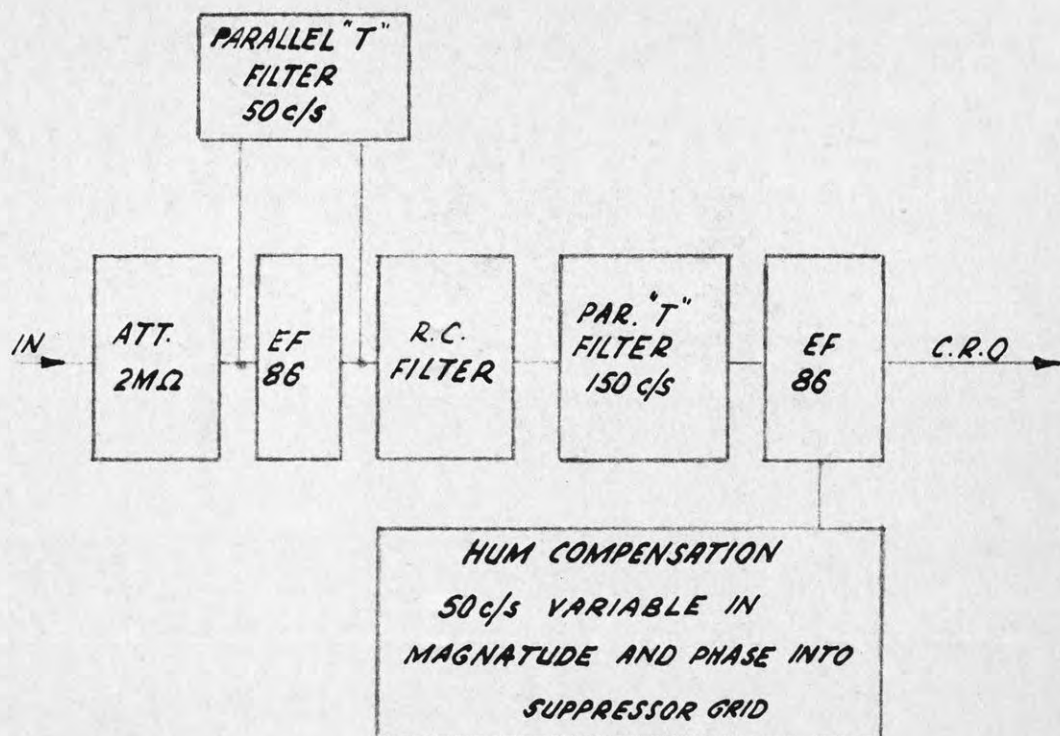 PARALLEL "T"
FILTER
50 c/s
IN
ATT.
2MΩ
EF
86
R.C.
FILTER
PAR. "T"
FILTER
150 c/s
EF
86
C.R.O
HUM COMPENSATION
50 c/s VARIABLE IN
MAGNATUDE AND PHASE INTO
SUPPRESSOR GRID